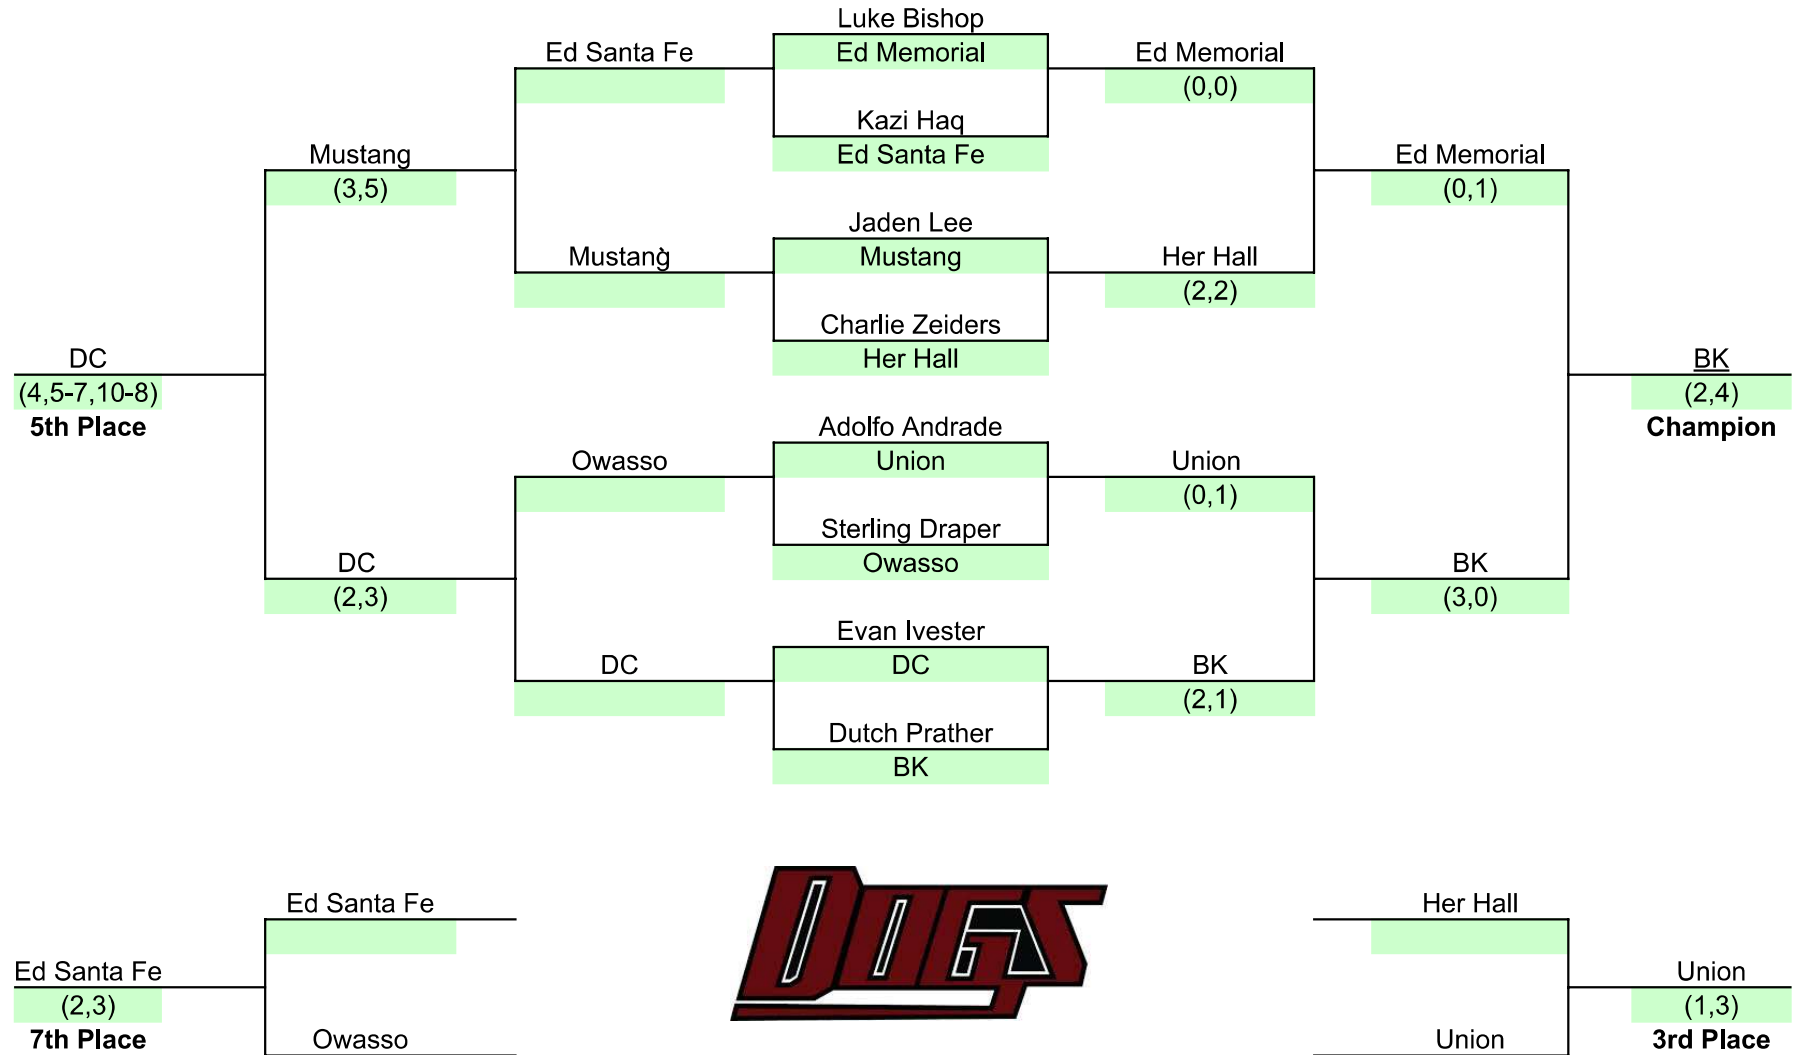 Luke Bishop
Ed Santa Fe
Ed Memorial
Ed Memorial
(0,0)
Kazi Haq
Mustang
Ed Santa Fe
Ed Memorial
(3,5)
(0,1)
Jaden Lee
Mustang̀
Mustang
Her Hall
(2,2)
Charlie Zeiders
DC
Her Hall
BK
(4,5-7,10-8)
(2,4)
5th Place
Adolfo Andrade
Champion
Owasso
Union
Union
(0,1)
Sterling Draper
DC
Owasso
BK
(2,3)
(3,0)
Evan Ivester
DC
DC
BK
(2,1)
Dutch Prather
BK
DOGS
Ed Santa Fe
Her Hall
Ed Santa Fe
Union
(2,3)
(1,3)
7th Place
Owasso
Union
3rd Place